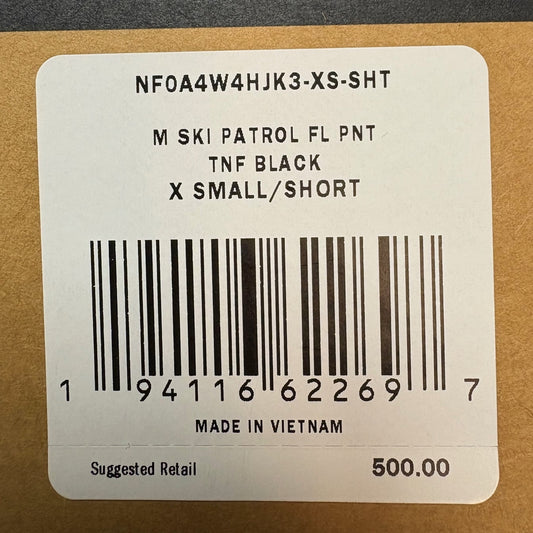 NF0A4W4HJK3-XS-SHT
M SKI PATROL FL PNT
TNF BLACK
X SMALL/SHORT
1 94116 62269 7
MADE IN VIETNAM
Suggested Retail 500.00